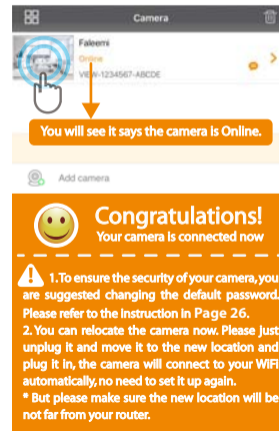 Camera
Faleemi
Online
VIEW-1234567-ABCDE
You will see it says the camera is Online.
Add camera
Congratulations!
Your camera is connected now
1.To ensure the security of your camera,you
are suggested changing the default password.
Please refer to the instruction in Page 26.
2. You can relocate the camera now. Please just
unplug it and move it to the new location and
plug it in, the camera will connect to your WiFi
automatically, no need to set it up again.
* But please make sure the new location will be
not far from your router.